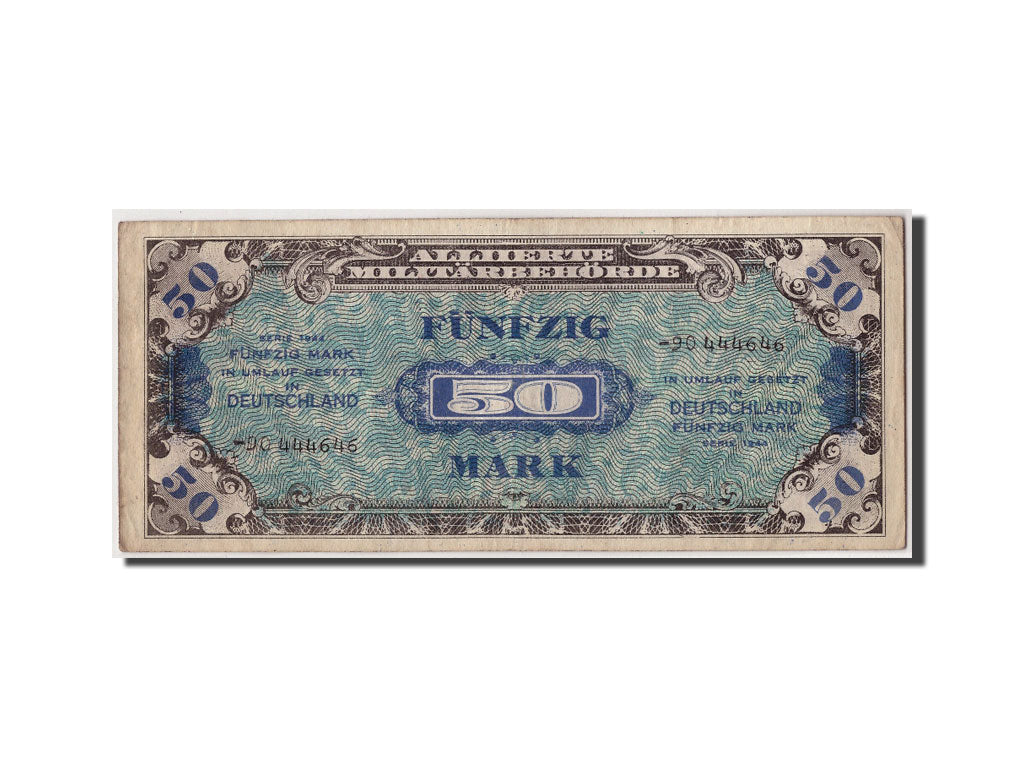 ALLIIERTE
MILITÄRBEHÖRDE
50
50
FÜNFZIG
SERIE 1944
FÜNFZIG MARK
IN UMLAUF GESETZT
IN
DEUTSCHLAND
-90 444646
50
-90 444646
IN UMLAUF GESETZT
IN
DEUTSCHLAND
FÜNFZIG MARK
SERIE 1944
MARK
50
50